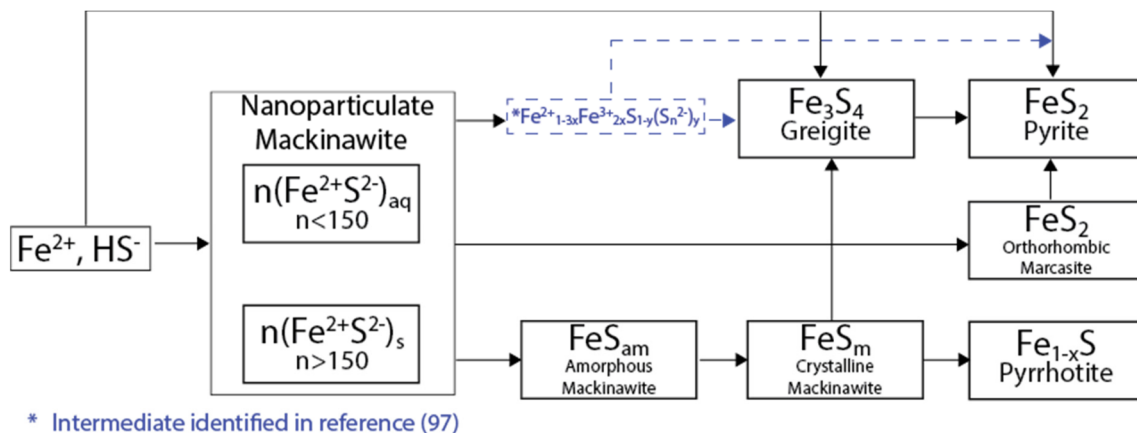 Nanoparticulate
Mackinawite
n(Fe²⁺S²⁻)aq
n<150
Fe²⁺, HS⁻
n(Fe²⁺S²⁻)s
n>150
*Fe²⁺₁₋₃ₓFe³⁺₂ₓS₁₋y(Sₙ²⁻)y
Fe₃S₄
Greigite
FeS₂
Pyrite
FeS₂
Orthorhombic
Marcasite
FeSam
Amorphous
Mackinawite
FeSm
Crystalline
Mackinawite
Fe₁₋ₓS
Pyrrhotite
* Intermediate identified in reference (97)